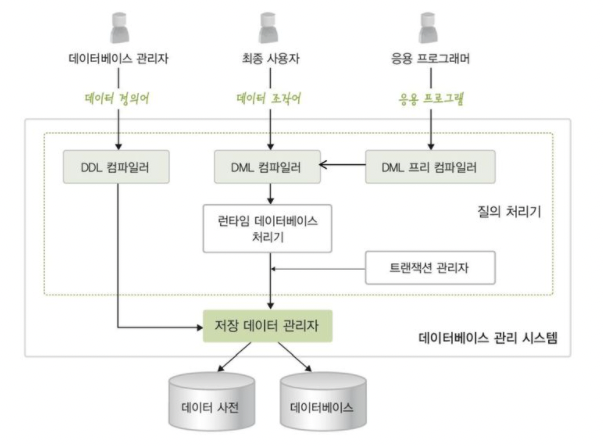 데이터베이스 관리자
최종 사용자
응용 프로그래머
데이터 정의어
데이터 조작어
응용 프로그램
DDL 컴파일러
DML 컴파일러
DML 프리 컴파일러
런타임 데이터베이스
처리기
질의 처리기
트랜잭션 관리자
저장 데이터 관리자
데이터베이스 관리 시스템
데이터 사전
데이터베이스